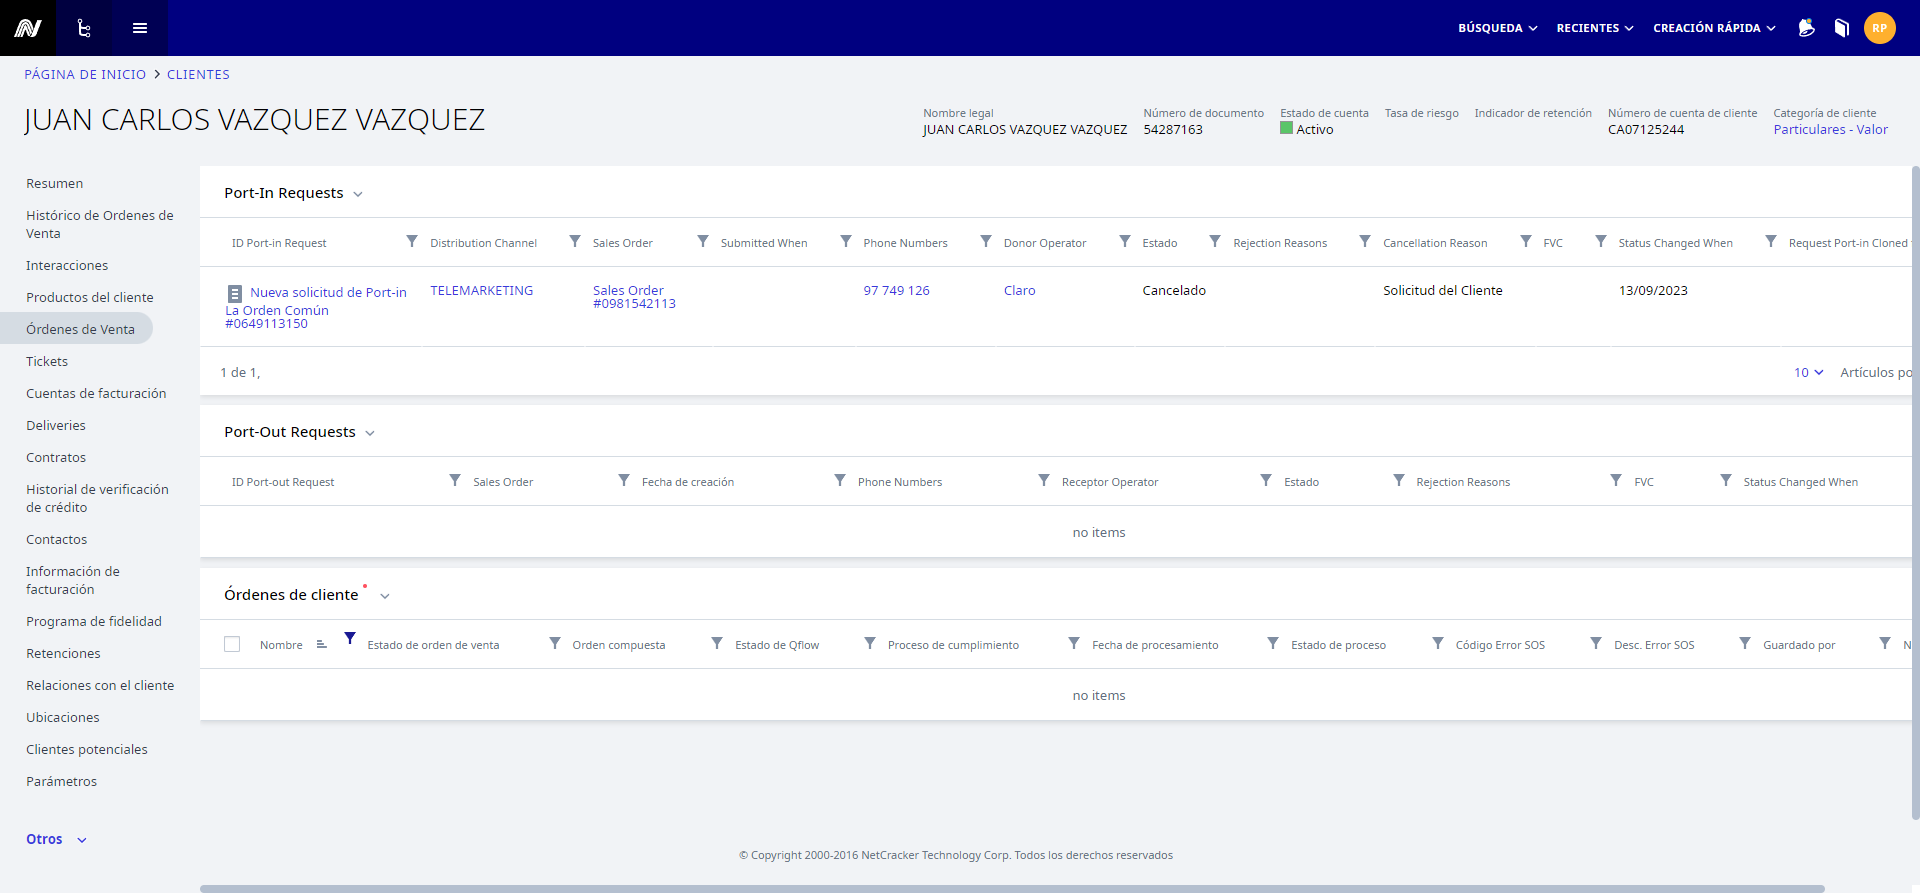 BÚSQUEDA RECIENTES CREACIÓN RÁPIDA RP
PÁGINA DE INICIO > CLIENTES
JUAN CARLOS VAZQUEZ VAZQUEZ
Nombre legal Número de documento Estado de cuenta Tasa de riesgo Indicador de retención Número de cuenta de cliente Categoría de cliente
JUAN CARLOS VAZQUEZ VAZQUEZ 54287163 Activo CA07125244 Particulares - Valor
Resumen
Histórico de Ordenes de
Venta
Interacciones
Productos del cliente
Órdenes de Venta
Tickets
Cuentas de facturación
Deliveries
Contratos
Historial de verificación
de crédito
Contactos
Información de
facturación
Programa de fidelidad
Retenciones
Relaciones con el cliente
Ubicaciones
Clientes potenciales
Parámetros
Otros
Port-In Requests
ID Port-in Request Distribution Channel Sales Order Submitted When Phone Numbers Donor Operator Estado Rejection Reasons Cancellation Reason FVC Status Changed When Request Port-in Cloned
Nueva solicitud de Port-in TELEMARKETING Sales Order 97 749 126 Claro Cancelado Solicitud del Cliente 13/09/2023
La Orden Común #0981542113
#0649113150
1 de 1, 10 Artículos po
Port-Out Requests
ID Port-out Request Sales Order Fecha de creación Phone Numbers Receptor Operator Estado Rejection Reasons FVC Status Changed When
no items
Órdenes de cliente
Nombre Estado de orden de venta Orden compuesta Estado de Qflow Proceso de cumplimiento Fecha de procesamiento Estado de proceso Código Error SOS Desc. Error SOS Guardado por N
no items
© Copyright 2000-2016 NetCracker Technology Corp. Todos los derechos reservados